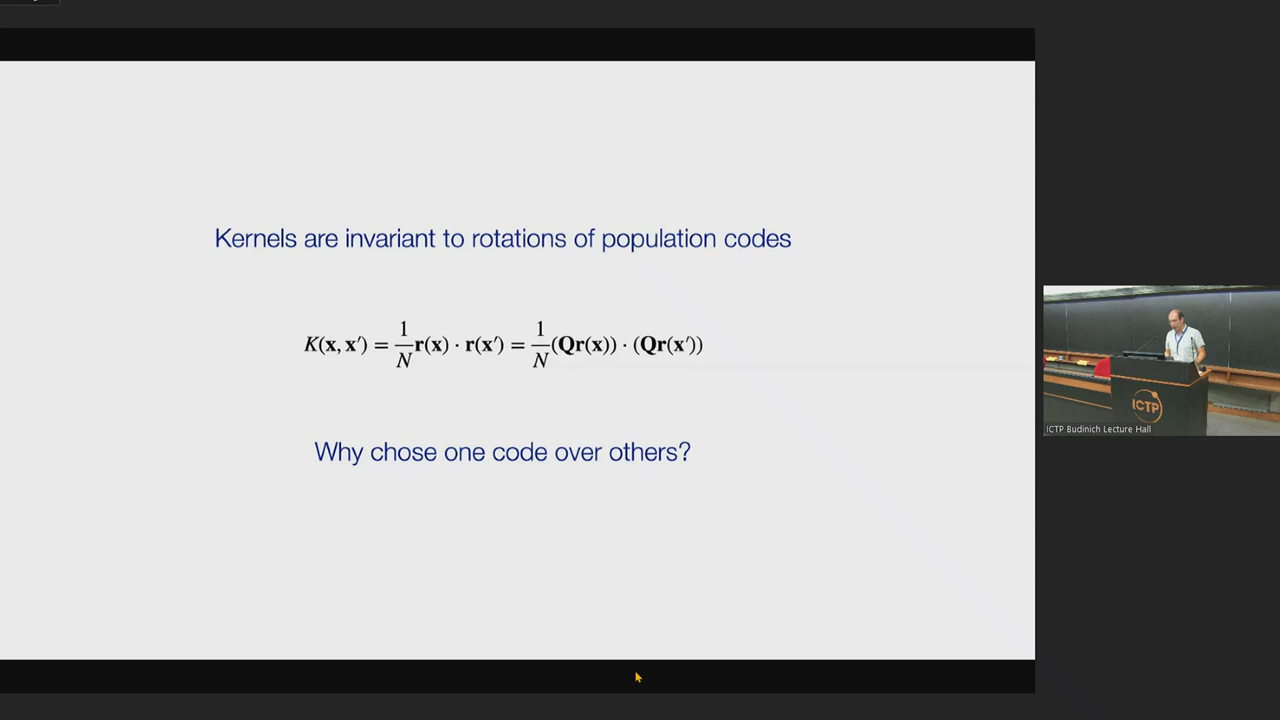 Kernels are invariant to rotations of population codes
K(x, x′) = 1/N r(x) · r(x′) = 1/N (Qr(x)) · (Qr(x′))
Why chose one code over others?
ICTP
ICTP Budinich Lecture Hall